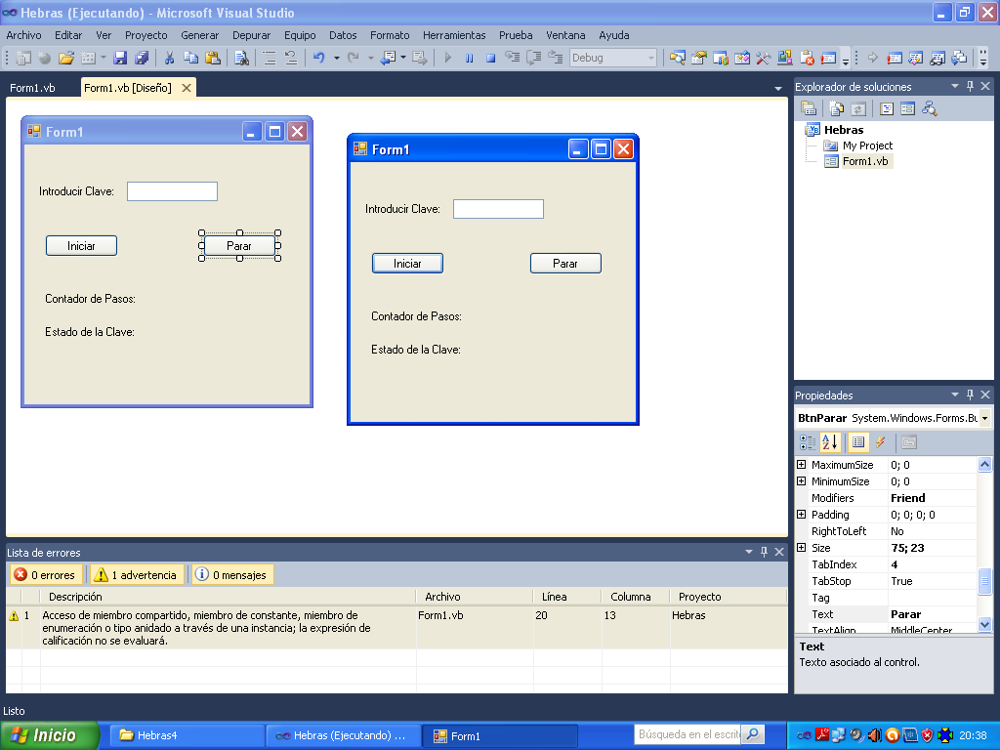 Hebras (Ejecutando) - Microsoft Visual Studio
Archivo Editar Ver Proyecto Generar Depurar Equipo Datos Formato Herramientas Prueba Ventana Ayuda
Debug
Form1.vb Form1.vb [Diseño]
Form1
Introducir Clave:
Iniciar Parar
Contador de Pasos:
Estado de la Clave:
Form1
Introducir Clave:
Iniciar Parar
Contador de Pasos:
Estado de la Clave:
Explorador de soluciones
Hebras
My Project
Form1.vb
Propiedades
BtnParar System.Windows.Forms.Bu
MaximumSize 0; 0
MinimumSize 0; 0
Modifiers Friend
Padding 0; 0; 0; 0
RightToLeft No
Size 75; 23
TabIndex 4
TabStop True
Tag
Text Parar
TextAlign MiddleCenter
Text
Texto asociado al control.
Lista de errores
0 errores 1 advertencia 0 mensajes
Descripción Archivo Línea Columna Proyecto
1 Acceso de miembro compartido, miembro de constante, miembro de Form1.vb 20 13 Hebras
enumeración o tipo anidado a través de una instancia; la expresión de
calificación no se evaluará.
Listo
Inicio Hebras4 Hebras (Ejecutando) ... Form1 Búsqueda en el escrit 20:38